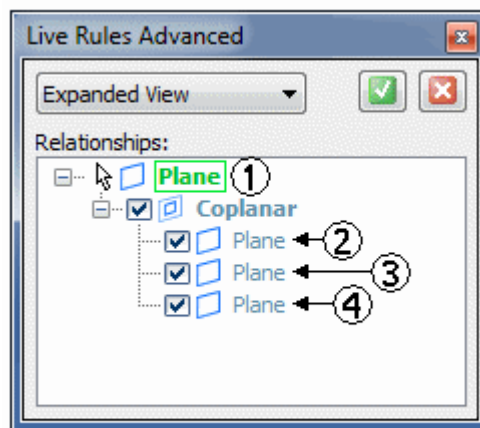 Live Rules Advanced
Expanded View
Relationships:
Plane 1
Coplanar
Plane 2
Plane 3
Plane 4